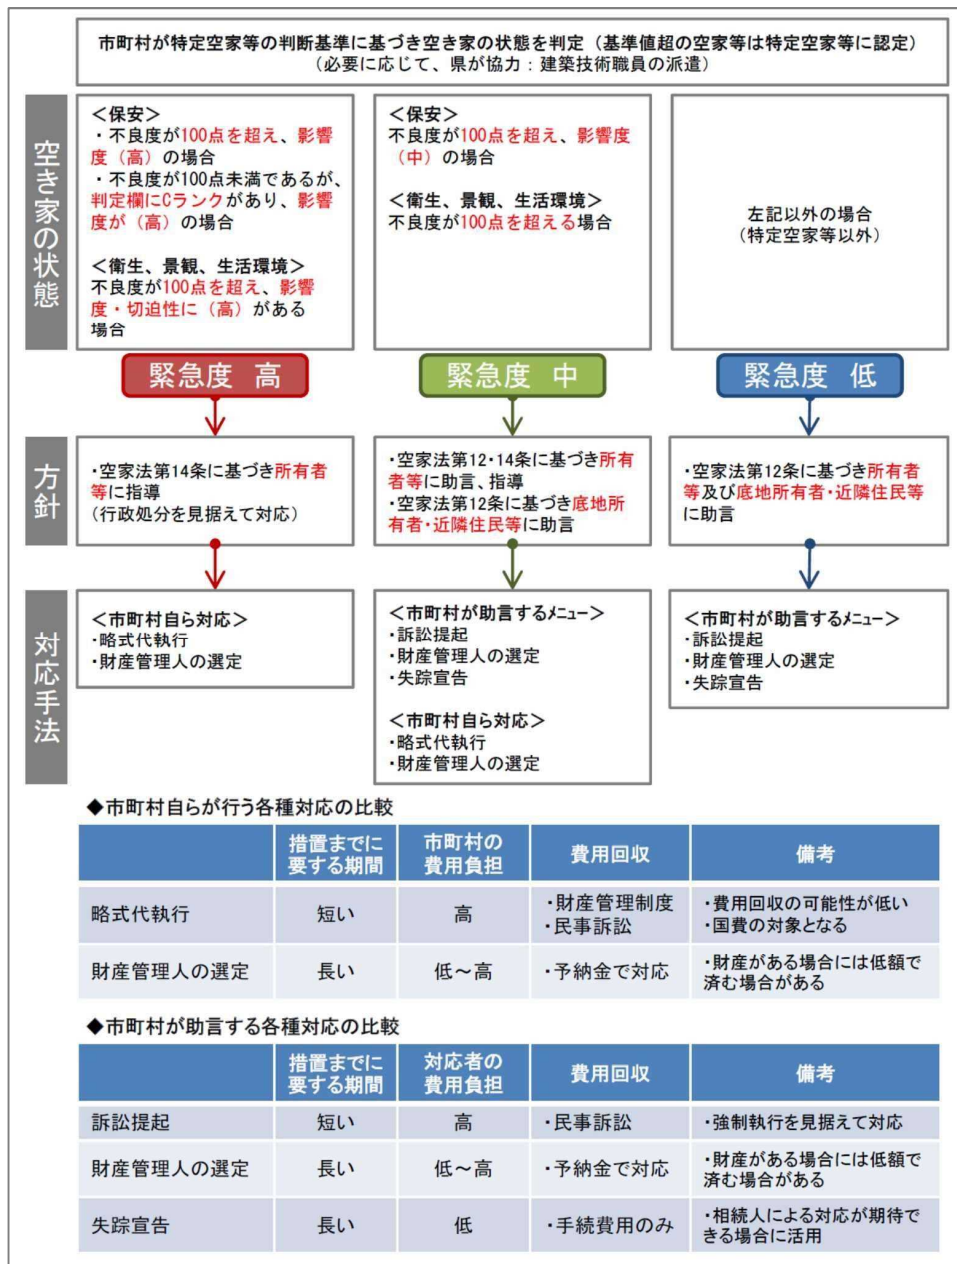 市町村が特定空家等の判断基準に基づき空き家の状態を判定（基準値超の空家等は特定空家等に認定）
（必要に応じて、県が協力：建築技術職員の派遣）
空き家の状態
＜保安＞
・不良度が100点を超え、影響
度（高）の場合
・不良度が100点未満であるが、
判定欄にCランクがあり、影響
度が（高）の場合
＜衛生、景観、生活環境＞
不良度が100点を超え、影響
度・切迫性に（高）がある
場合
＜保安＞
不良度が100点を超え、影響度
（中）の場合
＜衛生、景観、生活環境＞
不良度が100点を超える場合
左記以外の場合
（特定空家等以外）
緊急度　高
緊急度　中
緊急度　低
方針
・空家法第14条に基づき所有者
等に指導
（行政処分を見据えて対応）
・空家法第12・14条に基づき所有
者等に助言、指導
・空家法第12条に基づき底地所
有者・近隣住民等に助言
・空家法第12条に基づき所有者
等及び底地所有者・近隣住民等
に助言
対応手法
＜市町村自ら対応＞
・略式代執行
・財産管理人の選定
＜市町村が助言するメニュー＞
・訴訟提起
・財産管理人の選定
・失踪宣告
＜市町村自ら対応＞
・略式代執行
・財産管理人の選定
＜市町村が助言するメニュー＞
・訴訟提起
・財産管理人の選定
・失踪宣告
◆市町村自らが行う各種対応の比較
措置までに
要する期間
市町村の
費用負担
費用回収
備考
略式代執行
短い
高
・財産管理制度
・民事訴訟
・費用回収の可能性が低い
・国費の対象となる
財産管理人の選定
長い
低～高
・予納金で対応
・財産がある場合には低額で
済む場合がある
◆市町村が助言する各種対応の比較
措置までに
要する期間
対応者の
費用負担
費用回収
備考
訴訟提起
短い
高
・民事訴訟
・強制執行を見据えて対応
財産管理人の選定
長い
低～高
・予納金で対応
・財産がある場合には低額で
済む場合がある
失踪宣告
長い
低
・手続費用のみ
・相続人による対応が期待で
きる場合に活用